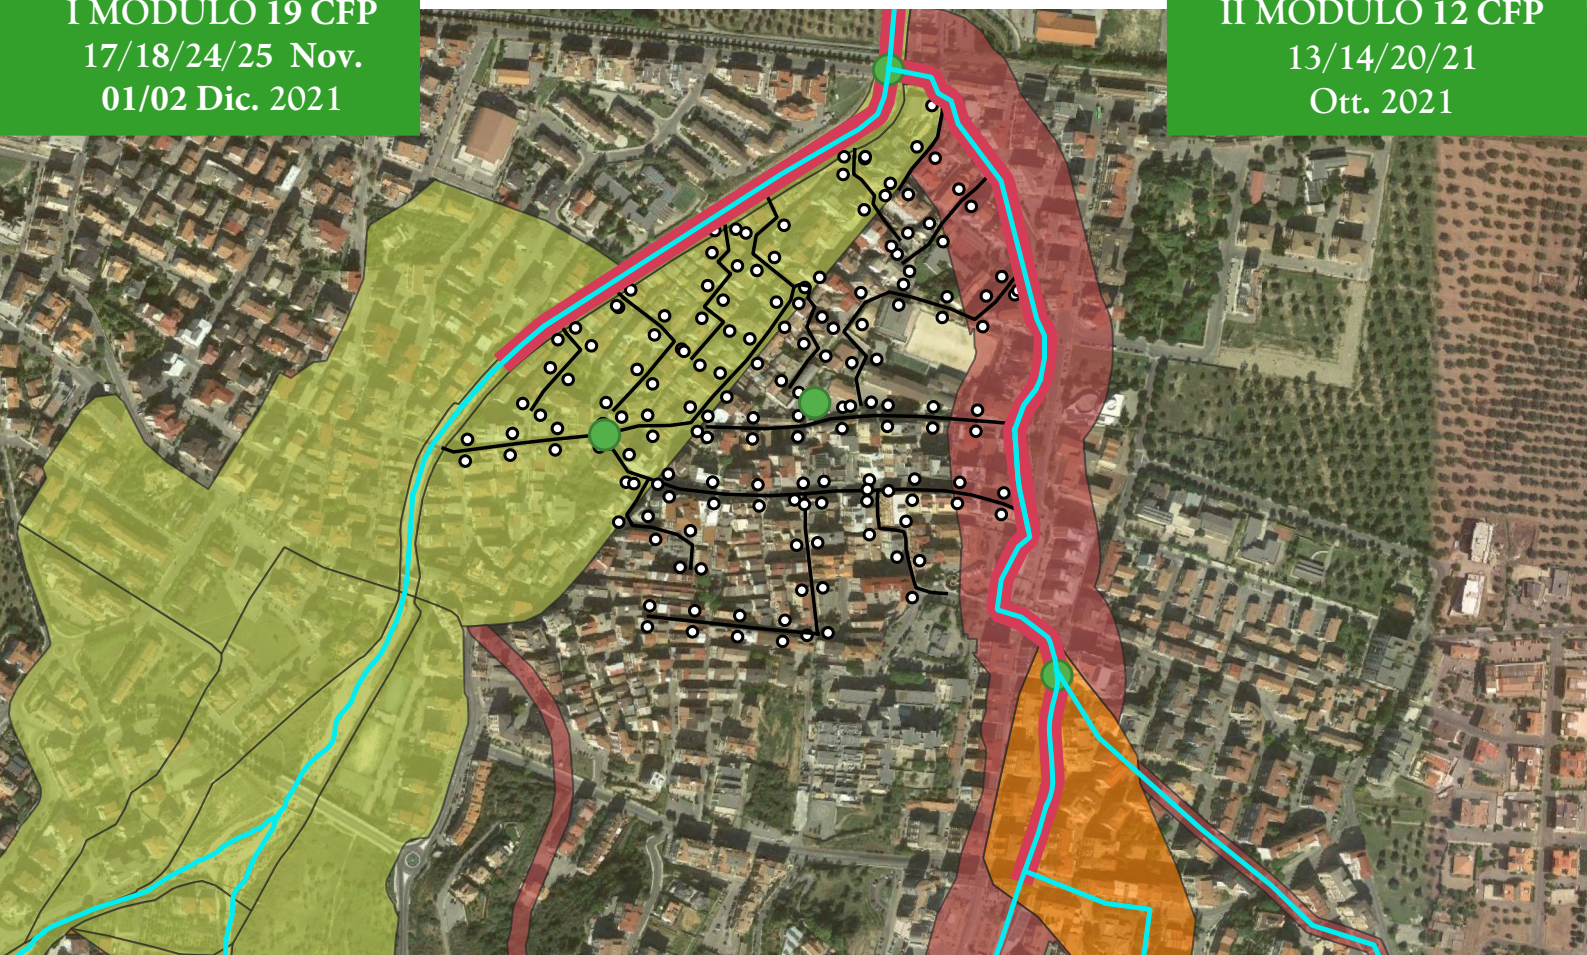 I MODULO 19 CFP
17/18/24/25 Nov.
01/02 Dic. 2021
II MODULO 12 CFP
13/14/20/21
Ott. 2021